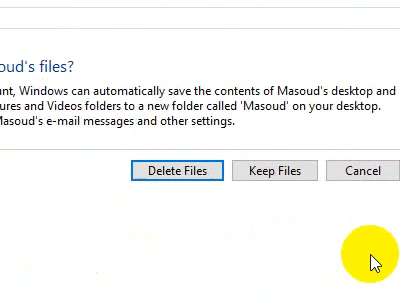 oud's files?
unt, Windows can automatically save the contents of Masoud's desktop and
ures and Videos folders to a new folder called 'Masoud' on your desktop.
Masoud's e-mail messages and other settings.
Delete Files Keep Files Cancel